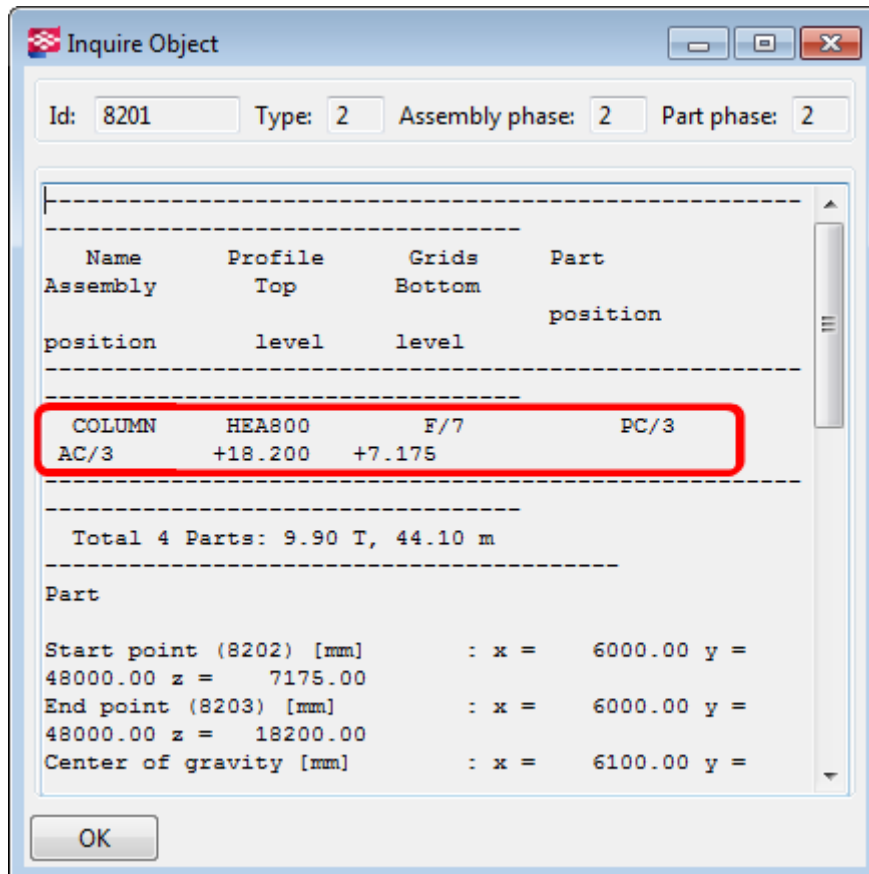 Inquire Object
Id: 8201 Type: 2 Assembly phase: 2 Part phase: 2
-----------------------------------------------------
----------------------------------
Name Profile Grids Part
Assembly Top Bottom
position
position level level
------------------------------------------------------
----------------------------------
COLUMN HEA800 F/7 PC/3
AC/3 +18.200 +7.175
------------------------------------------------------
----------------------------------
Total 4 Parts: 9.90 T, 44.10 m
-----------------------------------------
Part
Start point (8202) [mm] : x = 6000.00 y =
48000.00 z = 7175.00
End point (8203) [mm] : x = 6000.00 y =
48000.00 z = 18200.00
Center of gravity [mm] : x = 6100.00 y =
OK